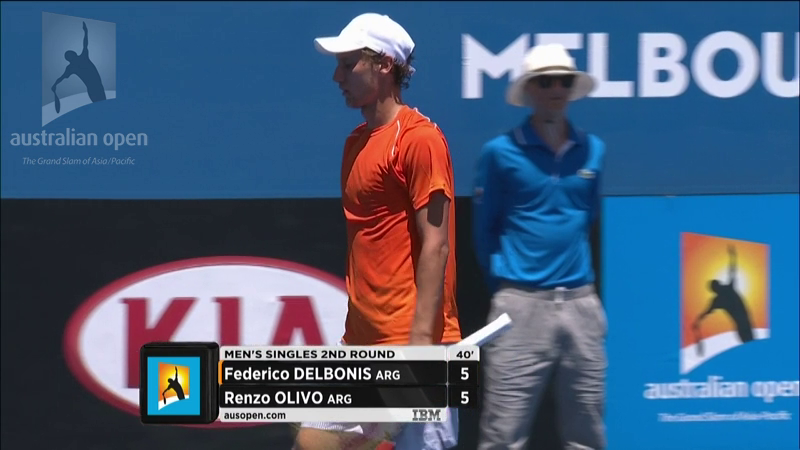 australian open
The Grand Slam of Asia/Pacific
MELBOU
KIA
MEN'S SINGLES 2ND ROUND 40'
Federico DELBONIS ARG 5
Renzo OLIVO ARG 5
ausopen.com IBM
australian open
The Grand Slam of Asia/Pacific